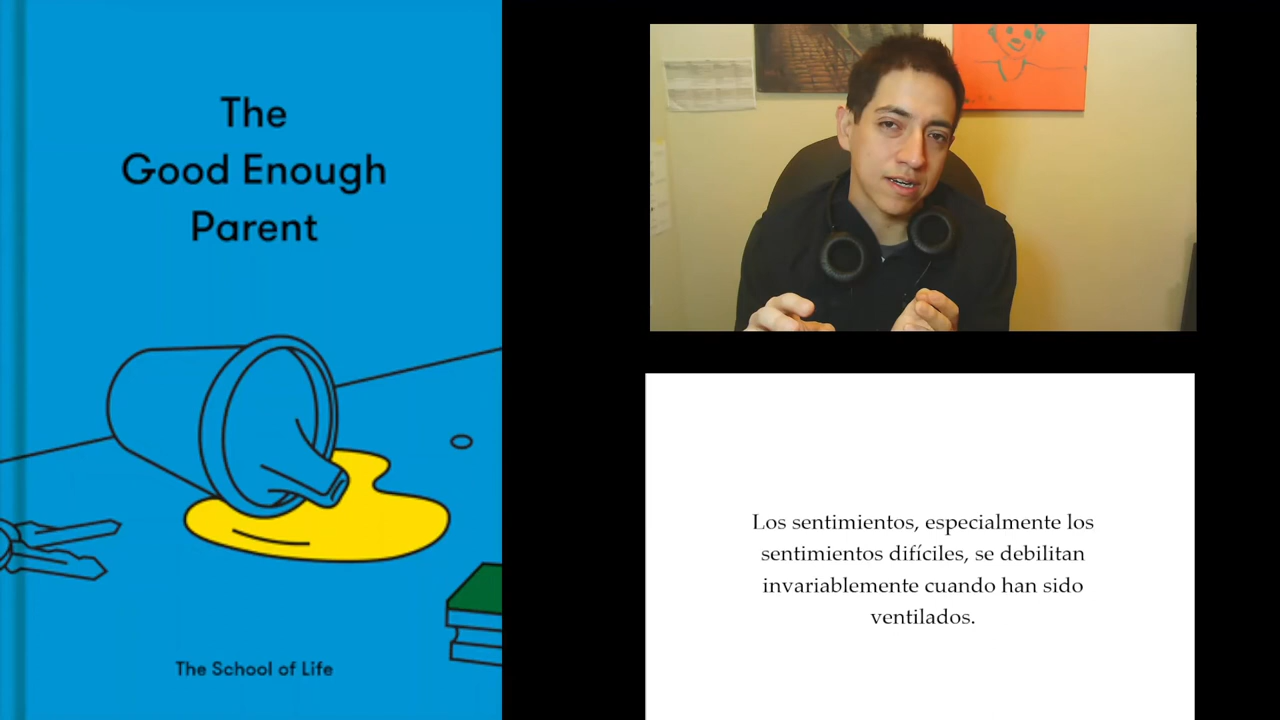 The
Good Enough
Parent
The School of Life
Los sentimientos, especialmente los
sentimientos difíciles, se debilitan
invariablemente cuando han sido
ventilados.